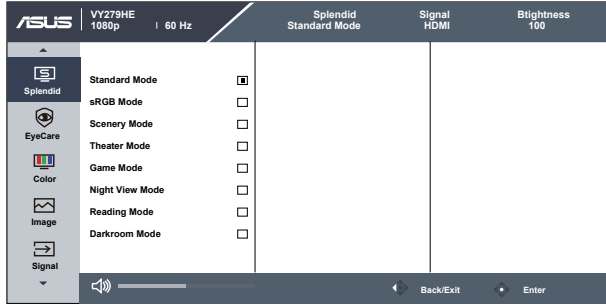 ASUS
VY279HE
1080p I 60 Hz
Splendid
Standard Mode
Signal
HDMI
Btightness
100
Splendid
EyeCare
Color
Image
Signal
Standard Mode
sRGB Mode
Scenery Mode
Theater Mode
Game Mode
Night View Mode
Reading Mode
Darkroom Mode
Back/Exit
Enter